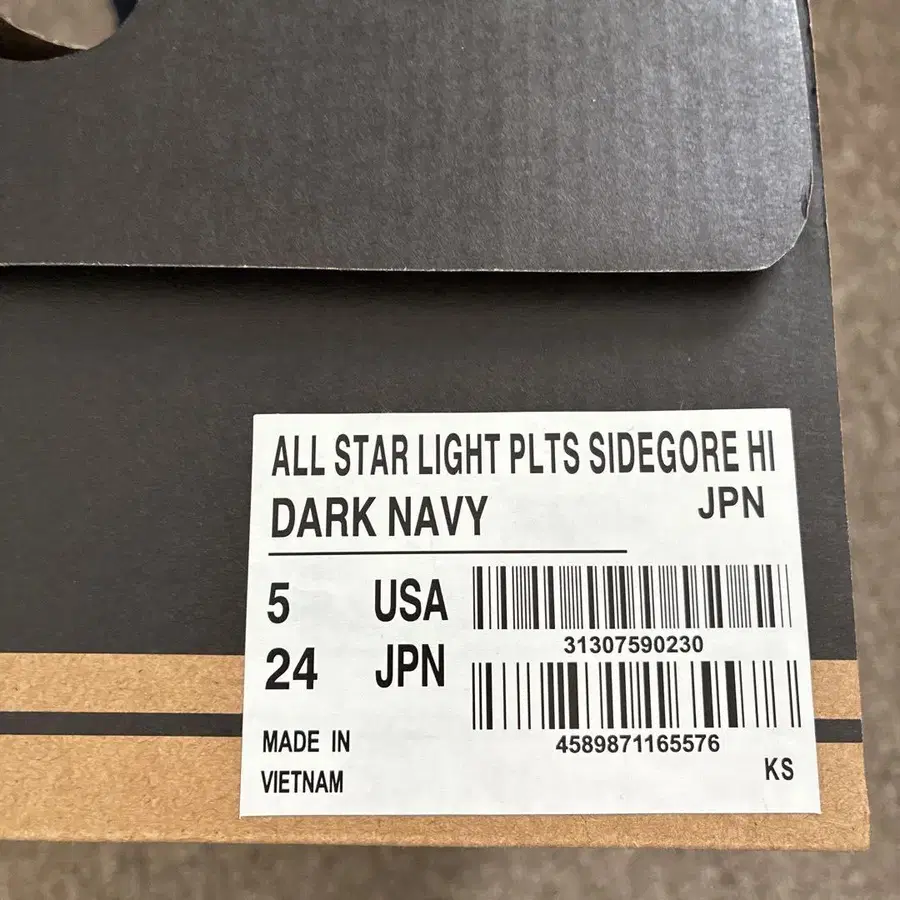 ALL STAR LIGHT PLTS SIDEGORE HI
DARK NAVY JPN
5 USA
31307590230
24 JPN
4589871165576
MADE IN
VIETNAM
KS